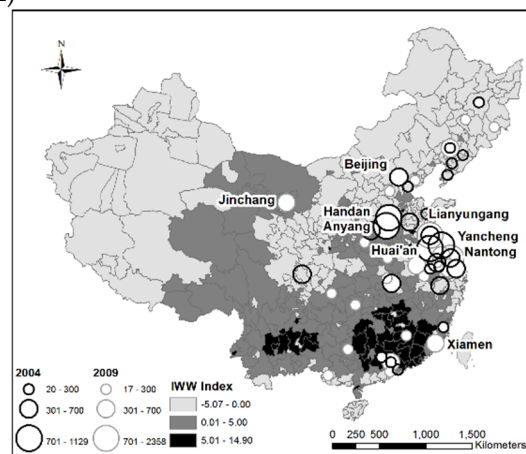 N
Beijing
Jinchang
Handan
Lianyungang
Anyang
Yancheng
Huai'an
Nantong
Xiamen
2004
2009
IWW Index
20 - 300
17 - 300
-5.07 - 0.00
301 - 700
301 - 700
0.01 - 5.00
701 - 1129
701 - 2358
5.01 - 14.90
0 250 500 1,000 1,500
Kilometers